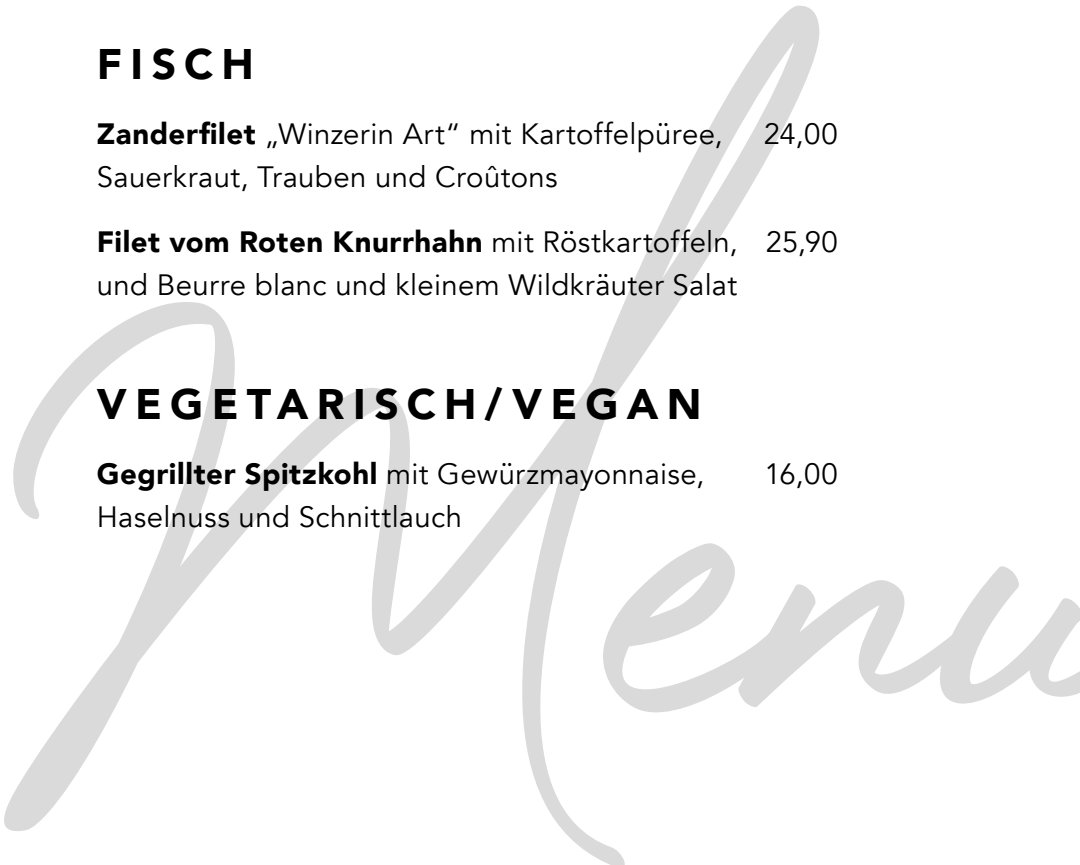 FISCH
Zanderfilet „Winzerin Art“ mit Kartoffelpüree, 24,00
Sauerkraut, Trauben und Croûtons
Filet vom Roten Knurrhahn mit Röstkartoffeln, 25,90
und Beurre blanc und kleinem Wildkräuter Salat
VEGETARISCH/VEGAN
Gegrillter Spitzkohl mit Gewürzmayonnaise, 16,00
Haselnuss und Schnittlauch
Menu